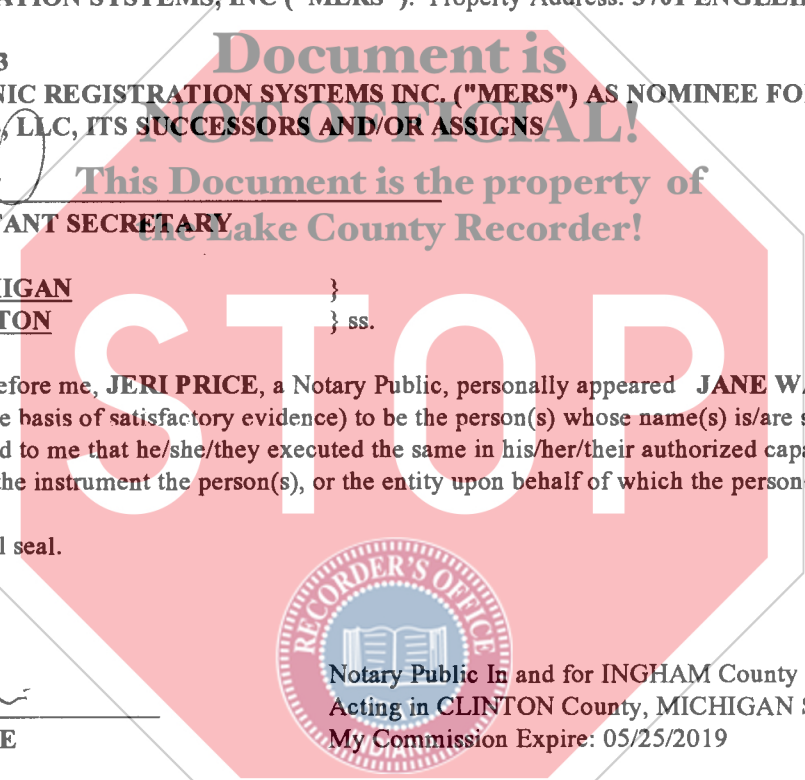 ATION SYSTEMS, INC ("MERS"). Property Address: 3701 ENGLEH
Document is
3
NIC REGISTRATION SYSTEMS INC. ("MERS") AS NOMINEE FO
NOT OFFICIAL!
, LLC, ITS SUCCESSORS AND/OR ASSIGNS
This Document is the property of
TANT SECRETARY
the Lake County Recorder!
HIGAN }
TON } ss.
STOP
efore me, JERI PRICE, a Notary Public, personally appeared JANE WA
e basis of satisfactory evidence) to be the person(s) whose name(s) is/are s
d to me that he/she/they executed the same in his/her/their authorized capa
the instrument the person(s), or the entity upon behalf of which the person
l seal.
RECORDER'S OFFICE
Notary Public In and for INGHAM County
Acting in CLINTON County, MICHIGAN S
E
My Commission Expire: 05/25/2019